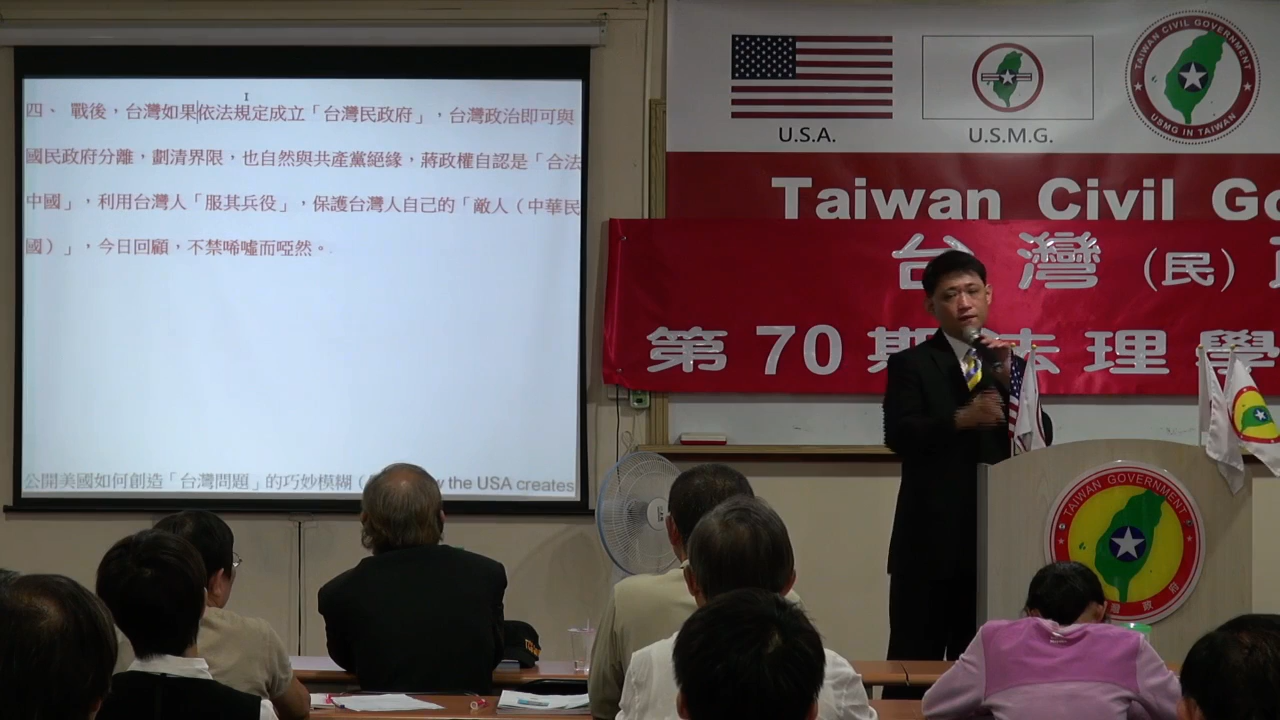 四、 戰後，台灣如果依法規定成立「台灣民政府」，台灣政治即可與
國民政府分離，劃清界限，也自然與共產黨絕緣，蔣政權自認是「合法
中國」，利用台灣人「服其兵役」，保護台灣人自己的「敵人（中華民
國）」，今日回顧，不禁唏噓而啞然。
公開美國如何創造「台灣問題」的巧妙模糊（
the USA creates
U.S.A.
U.S.M.G.
TAIWAN CIVIL GOVERNMENT
USMG IN TAIWAN
Taiwan Civil Go
台灣（民）
第70期法理學
TAIWAN GOVERNMENT
灣政府